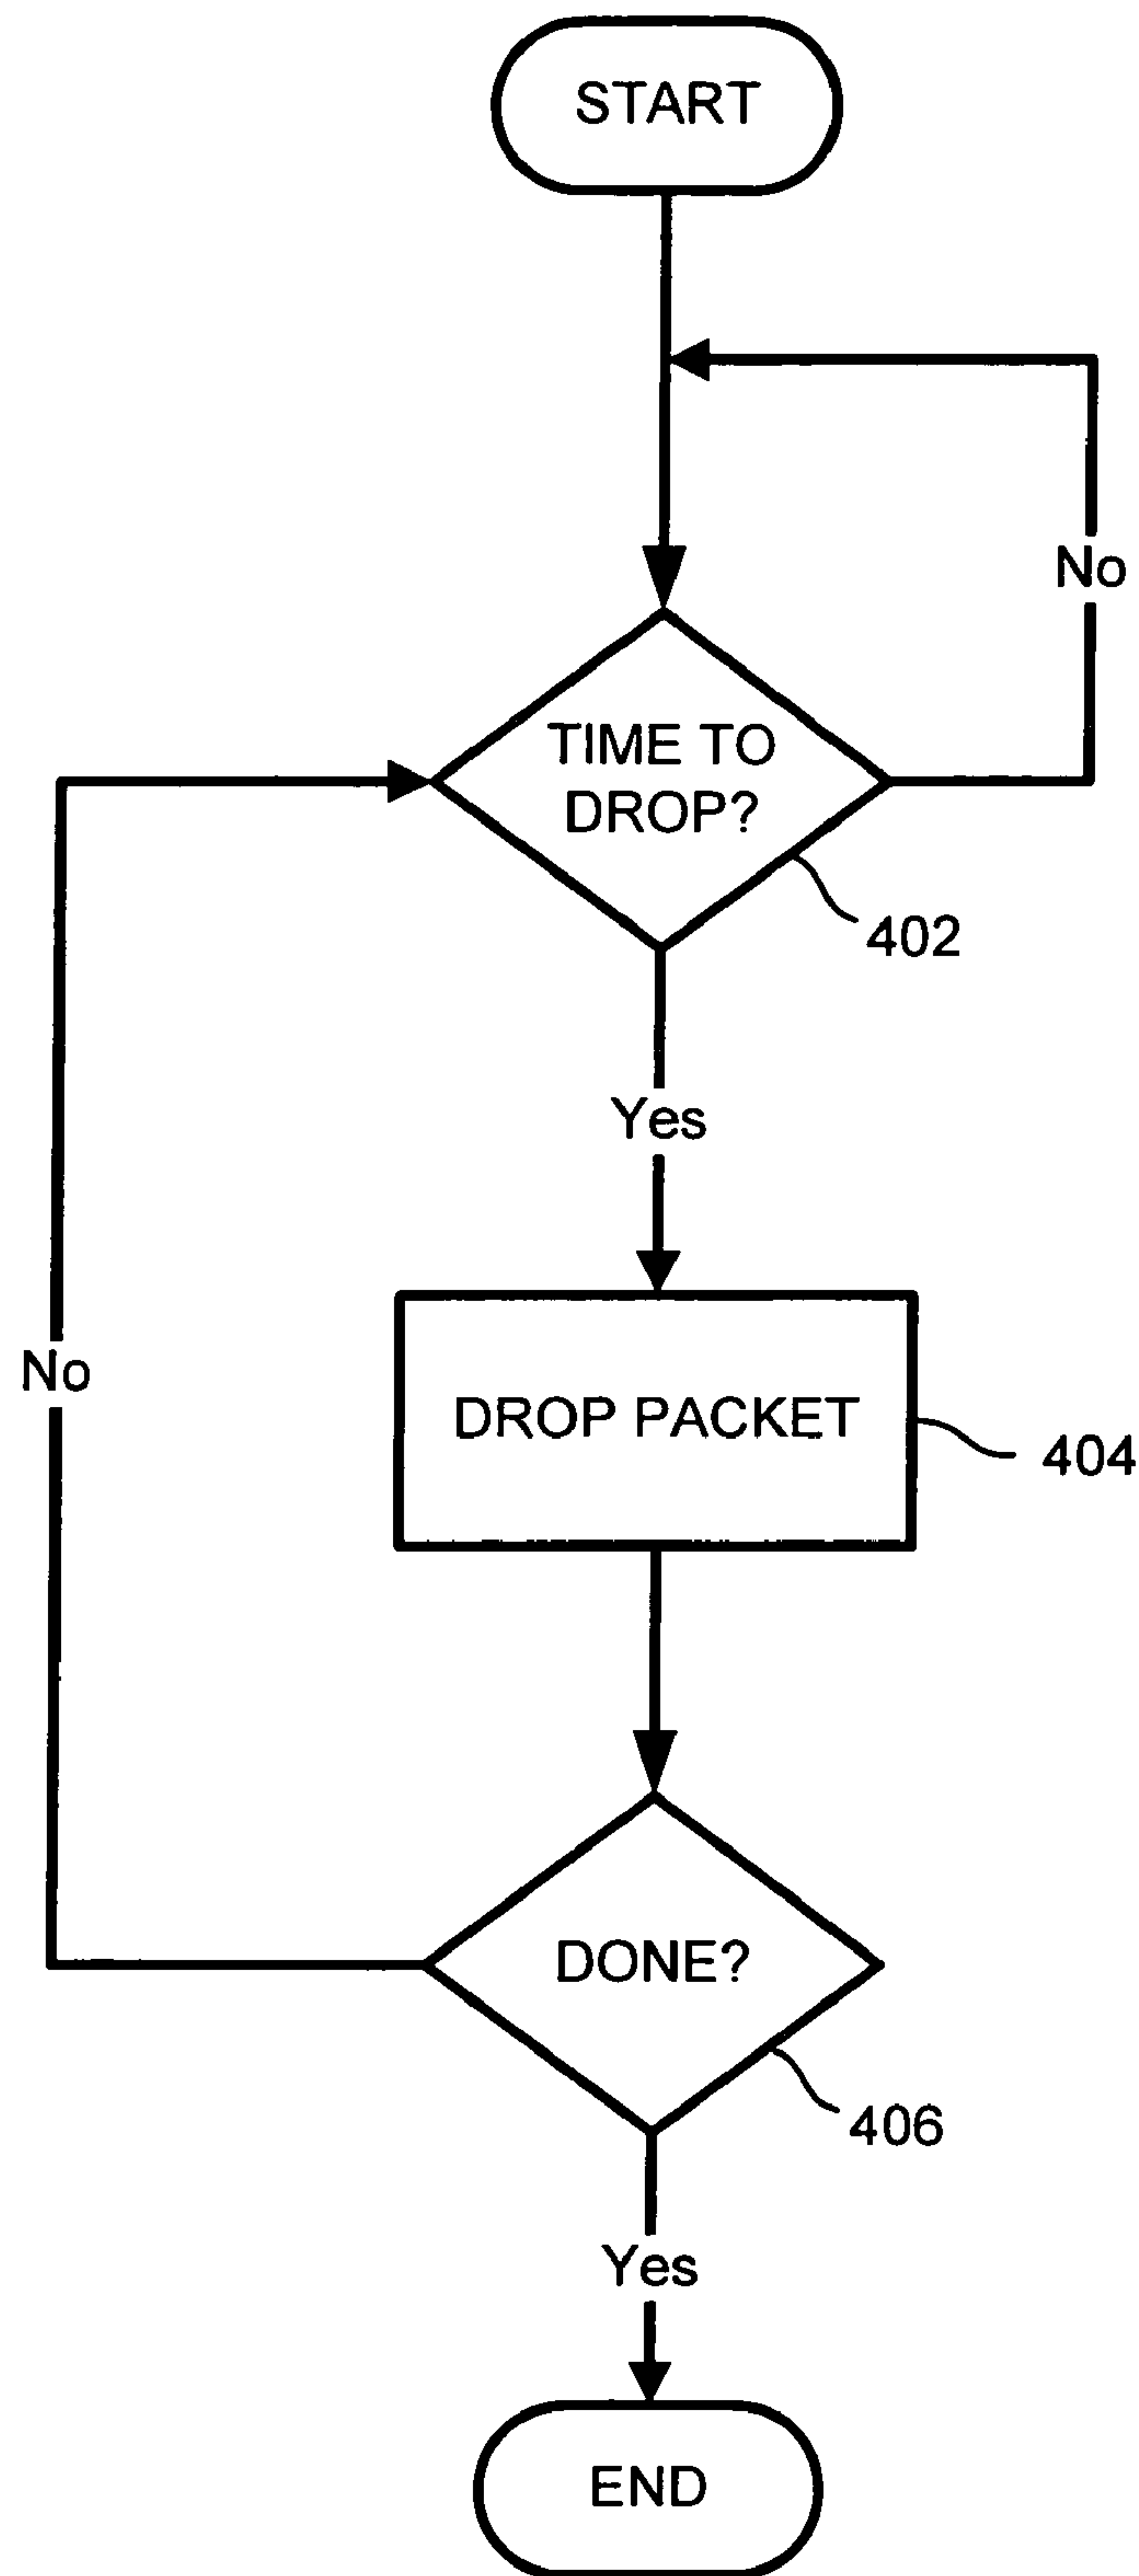 START
No
TIME TO
DROP?
402
Yes
No
DROP PACKET
404
DONE?
406
Yes
END